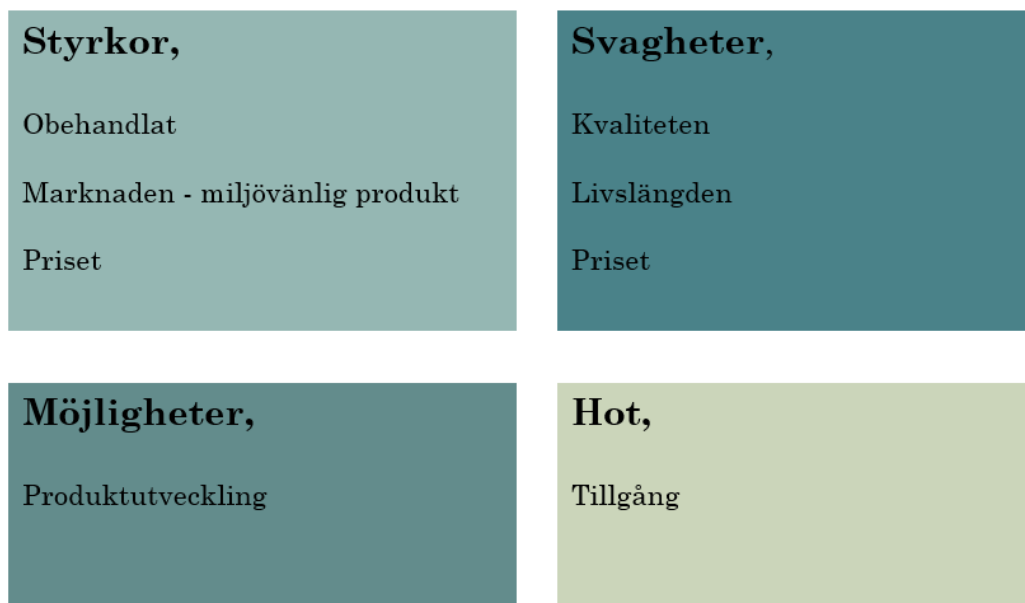 Styrkor,
Obehandlat
Marknaden - miljövänlig produkt
Priset
Svagheter,
Kvaliteten
Livslängden
Priset
Möjligheter,
Produktutveckling
Hot,
Tillgång